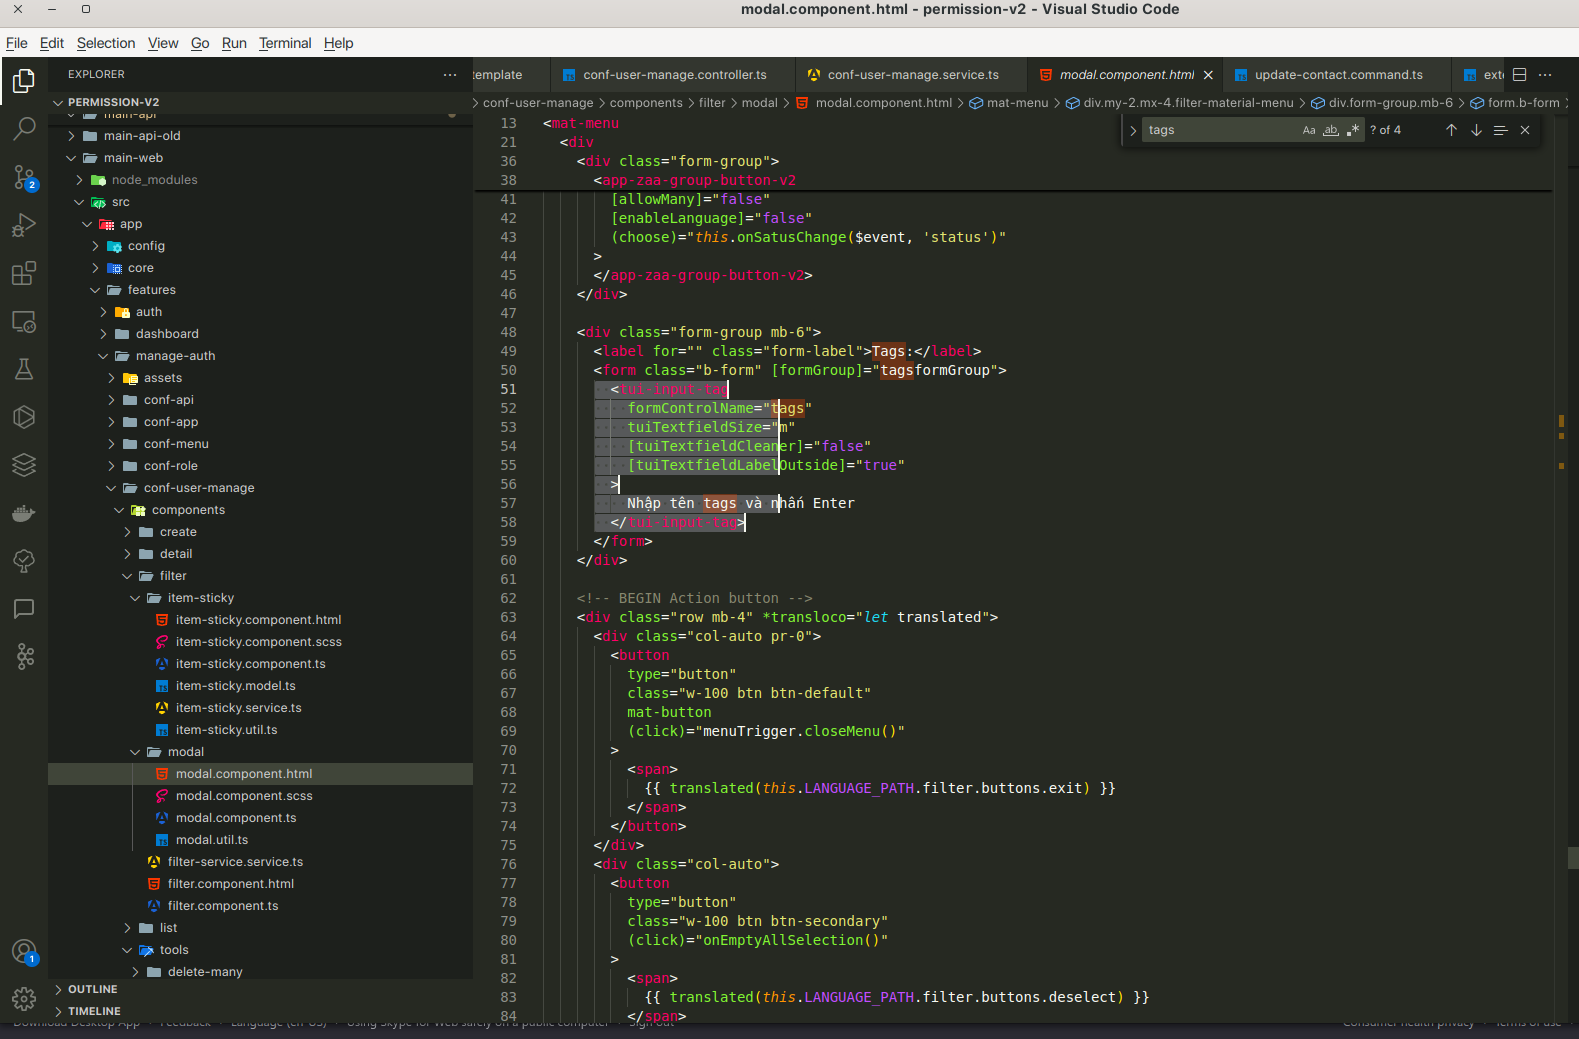 modal.component.html - permission-v2 - Visual Studio Code
File Edit Selection View Go Run Terminal Help
EXPLORER
PERMISSION-V2
main-api
main-api-old
main-web
node_modules
src
app
config
core
features
auth
dashboard
manage-auth
assets
conf-api
conf-app
conf-menu
conf-role
conf-user-manage
components
create
detail
filter
item-sticky
item-sticky.component.html
item-sticky.component.scss
item-sticky.component.ts
item-sticky.model.ts
item-sticky.service.ts
item-sticky.util.ts
modal
modal.component.html
modal.component.scss
modal.component.ts
modal.util.ts
filter-service.service.ts
filter.component.html
filter.component.ts
list
tools
delete-many
OUTLINE
TIMELINE
2
1
template conf-user-manage.controller.ts conf-user-manage.service.ts modal.component.html update-contact.command.ts
conf-user-manage > components > filter > modal > modal.component.html > mat-menu > div.my-2.mx-4.filter-material-menu > div.form-group.mb-6 > form.b-form >
tags Aa ab ? of 4
13 <mat-menu
21 <div
36 <div class="form-group">
38 <app-zaa-group-button-v2
41 [allowMany]="false"
42 [enableLanguage]="false"
43 (choose)="this.onSatusChange($event, 'status')"
44 >
45 </app-zaa-group-button-v2>
46 </div>
47
48 <div class="form-group mb-6">
49 <label for="" class="form-label">Tags:</label>
50 <form class="b-form" [formGroup]="tagsformGroup">
51 <tui-input-tag
52 formControlName="tags"
53 tuiTextfieldSize="m"
54 [tuiTextfieldCleaner]="false"
55 [tuiTextfieldLabelOutside]="true"
56 >
57 Nhập tên tags và nhấn Enter
58 </tui-input-tag>
59 </form>
60 </div>
61
62 <!-- BEGIN Action button -->
63 <div class="row mb-4" *transloco="let translated">
64 <div class="col-auto pr-0">
65 <button
66 type="button"
67 class="w-100 btn btn-default"
68 mat-button
69 (click)="menuTrigger.closeMenu()"
70 >
71 <span>
72 {{ translated(this.LANGUAGE_PATH.filter.buttons.exit) }}
73 </span>
74 </button>
75 </div>
76 <div class="col-auto">
77 <button
78 type="button"
79 class="w-100 btn btn-secondary"
80 (click)="onEmptyAllSelection()"
81 >
82 <span>
83 {{ translated(this.LANGUAGE_PATH.filter.buttons.deselect) }}
84 </span>